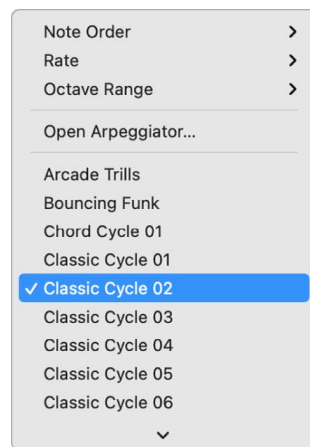 Note Order
Rate
Octave Range
Open Arpeggiator...
Arcade Trills
Bouncing Funk
Chord Cycle 01
Classic Cycle 01
Classic Cycle 02
Classic Cycle 03
Classic Cycle 04
Classic Cycle 05
Classic Cycle 06